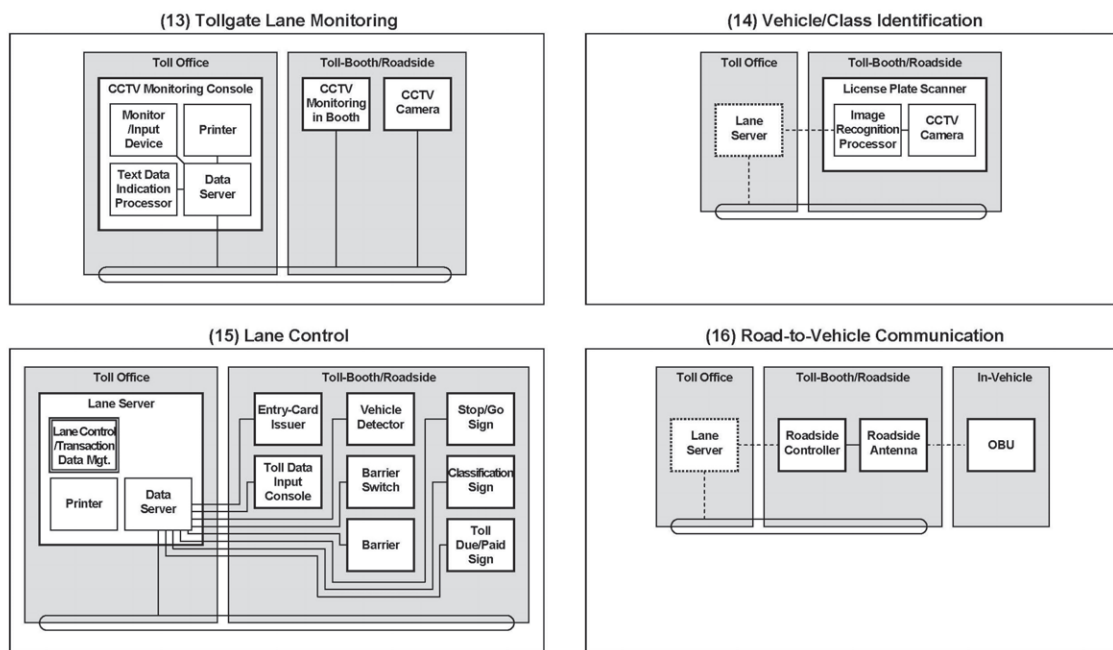 (13) Tollgate Lane Monitoring
Toll Office
Toll-Booth/Roadside
CCTV Monitoring Console
Monitor
/Input
Device
Printer
Text Data
Indication
Processor
Data
Server
CCTV
Monitoring
in Booth
CCTV
Camera
(14) Vehicle/Class Identification
Toll Office
Toll-Booth/Roadside
Lane
Server
License Plate Scanner
Image
Recognition
Processor
CCTV
Camera
(15) Lane Control
Toll Office
Toll-Booth/Roadside
Lane Server
Lane Control
/Transaction
Data Mgt.
Printer
Data
Server
Entry-Card
Issuer
Vehicle
Detector
Stop/Go
Sign
Toll Data
Input
Console
Barrier
Switch
Classification
Sign
Barrier
Toll
Due/Paid
Sign
(16) Road-to-Vehicle Communication
Toll Office
Toll-Booth/Roadside
In-Vehicle
Lane
Server
Roadside
Controller
Roadside
Antenna
OBU